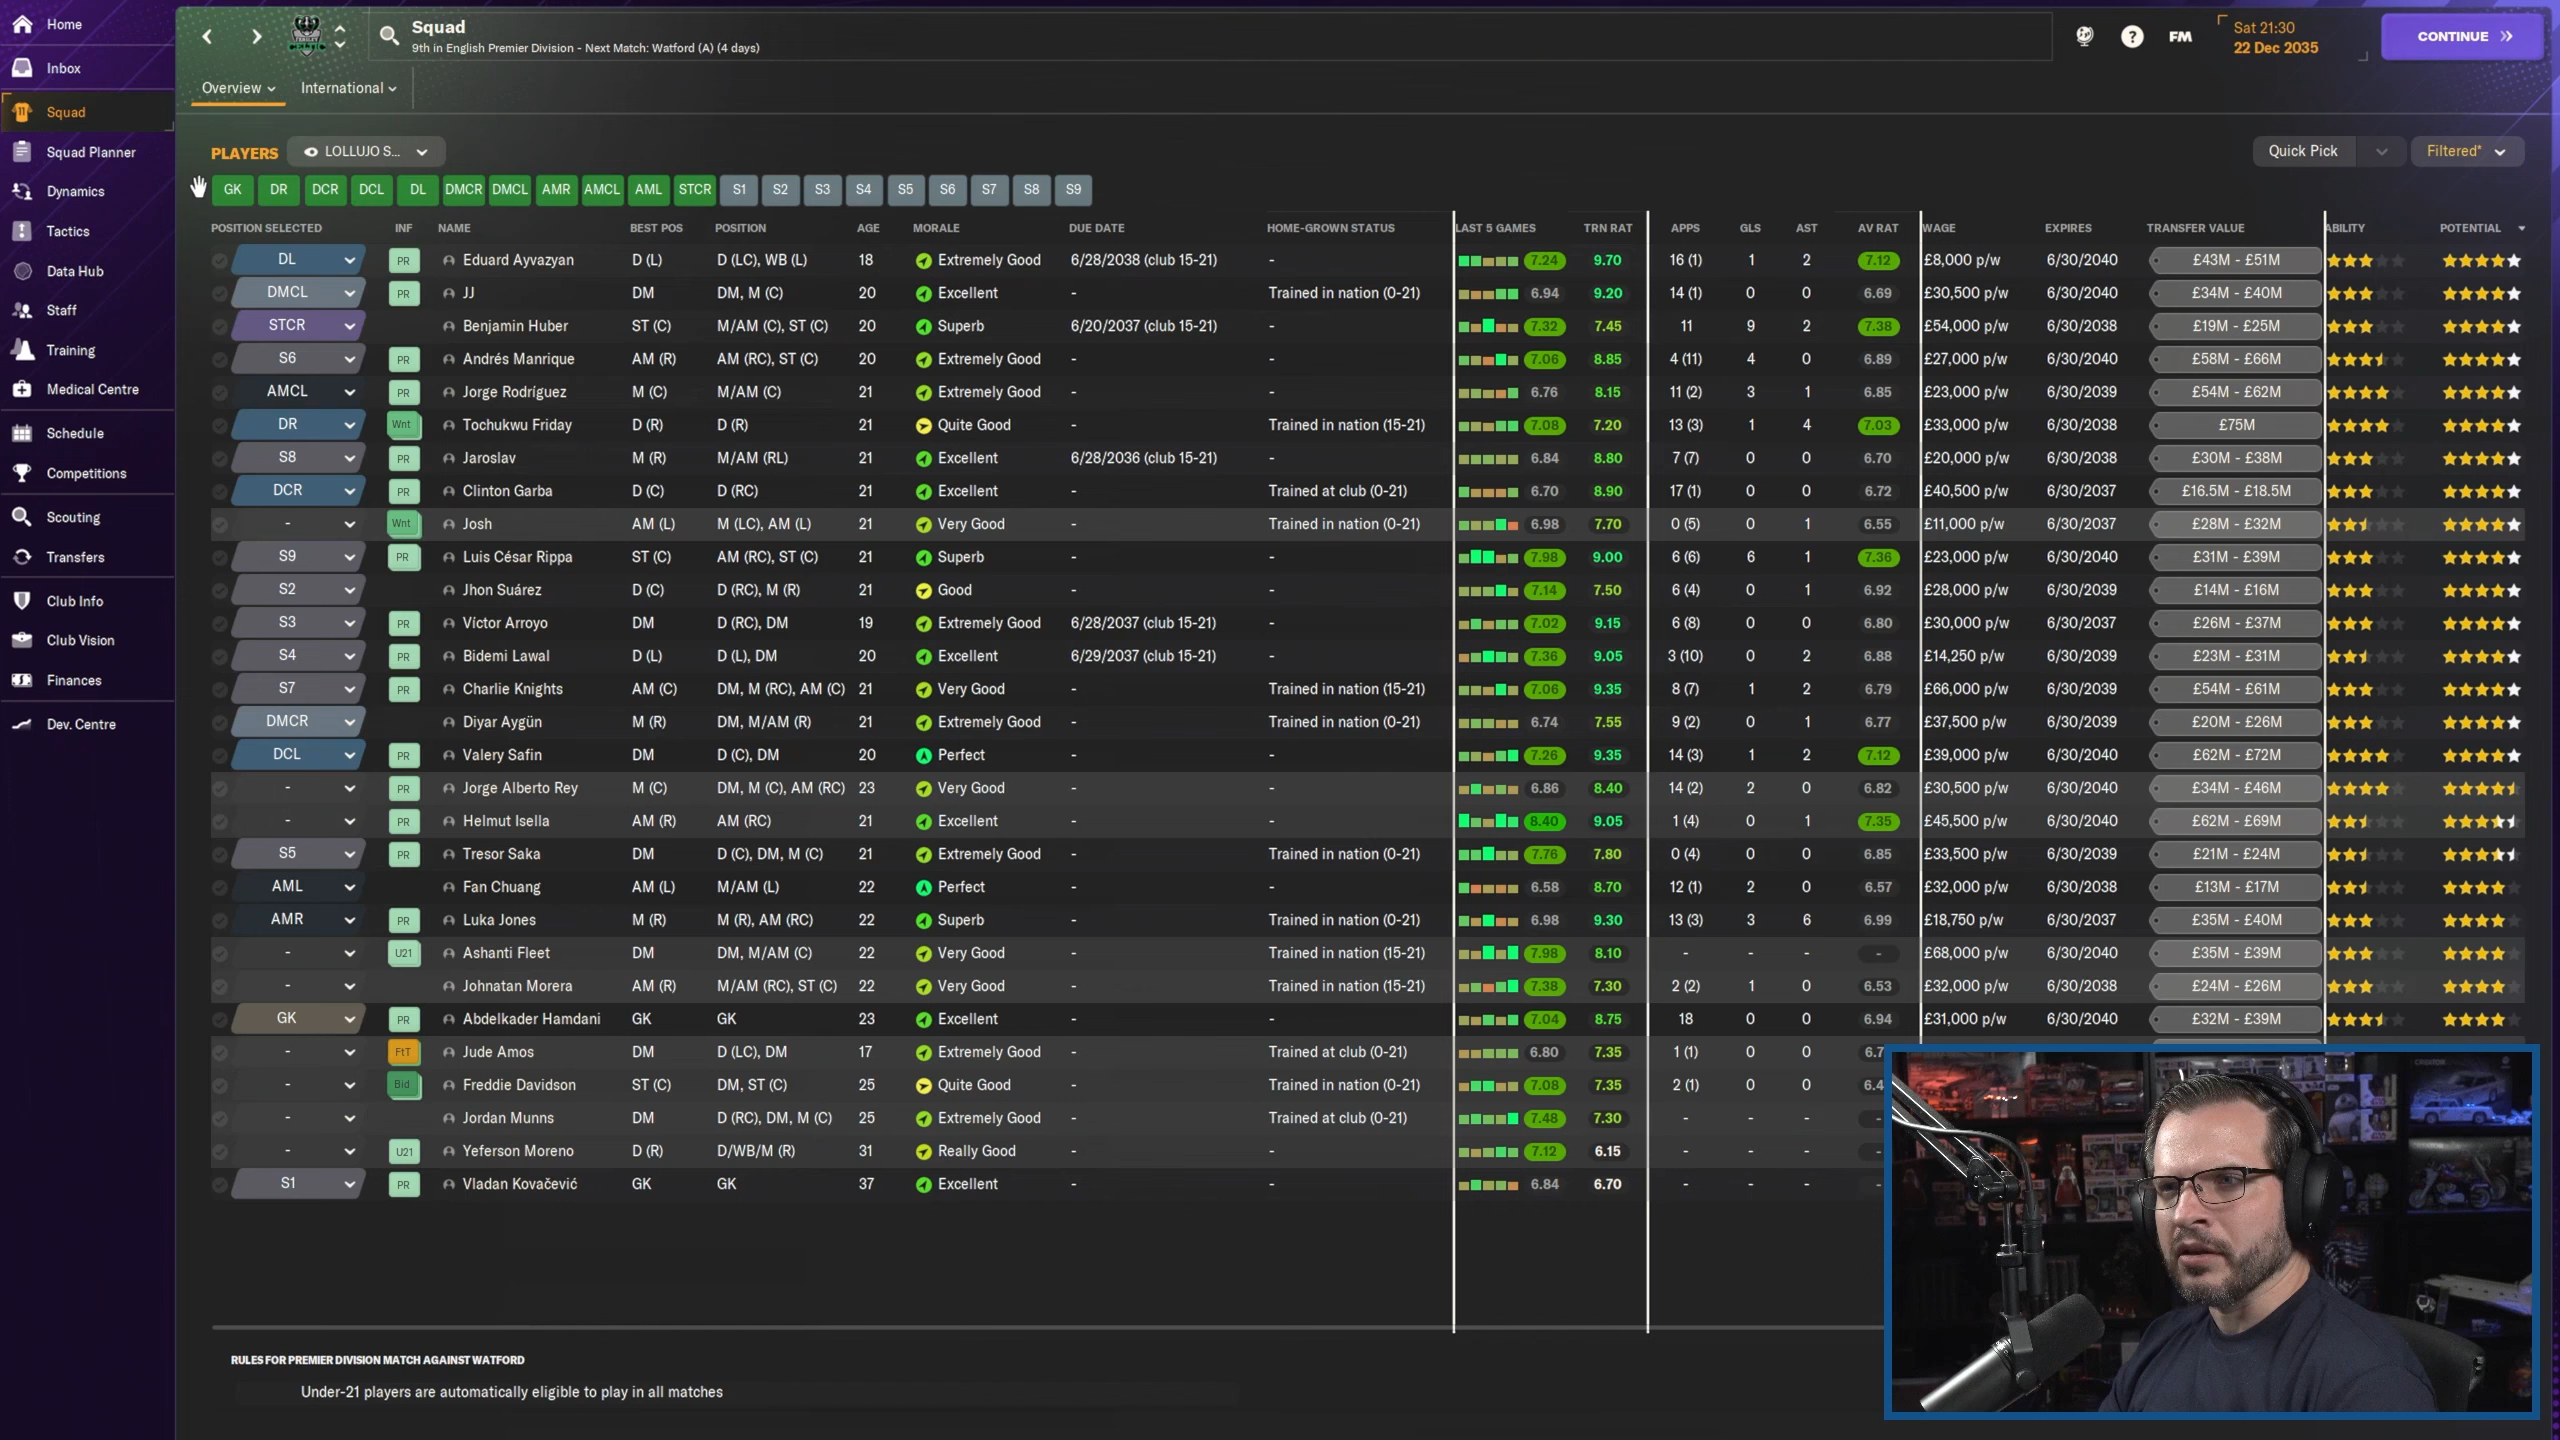 Home
Inbox
Squad
Squad Planner
Dynamics
Tactics
Data Hub
Staff
Training
Medical Centre
Schedule
Competitions
Scouting
Transfers
Club Info
Club Vision
Finances
Dev. Centre
Squad
9th in English Premier Division - Next Match: Watford (A) (4 days)
FM
Sat 21:30
22 Dec 2035
CONTINUE
Overview International
PLAYERS LOLLUJO S... Quick Pick Filtered*
GK DR DCR DCL DL DMCR DMCL AMR AMCL AML STCR S1 S2 S3 S4 S5 S6 S7 S8 S9
POSITION SELECTED INF NAME BEST POS POSITION AGE MORALE DUE DATE HOME-GROWN STATUS LAST 5 GAMES TRN RAT APPS GLS AST AV RAT WAGE EXPIRES TRANSFER VALUE ABILITY POTENTIAL
DL PR Eduard Ayvazyan D (L) D (LC), WB (L) 18 Extremely Good 6/28/2038 (club 15-21) - 7.24 9.70 16 (1) 1 2 7.12 £8,000 p/w 6/30/2040 £43M - £51M
DMCL PR JJ DM DM, M (C) 20 Excellent - Trained in nation (0-21) 6.94 9.20 14 (1) 0 0 6.69 £30,500 p/w 6/30/2040 £34M - £40M
STCR Benjamin Huber ST (C) M/AM (C), ST (C) 20 Superb 6/20/2037 (club 15-21) - 7.32 7.45 11 9 2 7.38 £54,000 p/w 6/30/2038 £19M - £25M
S6 PR Andrés Manrique AM (R) AM (RC), ST (C) 20 Extremely Good - - 7.06 8.85 4 (11) 4 0 6.89 £27,000 p/w 6/30/2040 £58M - £66M
AMCL PR Jorge Rodríguez M (C) M/AM (C) 21 Extremely Good - - 6.76 8.15 11 (2) 3 1 6.85 £23,000 p/w 6/30/2039 £54M - £62M
DR Wnt Tochukwu Friday D (R) D (R) 21 Quite Good - Trained in nation (15-21) 7.08 7.20 13 (3) 1 4 7.03 £33,000 p/w 6/30/2038 £75M
S8 PR Jaroslav M (R) M/AM (RL) 21 Excellent 6/28/2036 (club 15-21) - 6.84 8.80 7 (7) 0 0 6.70 £20,000 p/w 6/30/2038 £30M - £38M
DCR PR Clinton Garba D (C) D (RC) 21 Excellent - Trained at club (0-21) 6.70 8.90 17 (1) 0 0 6.72 £40,500 p/w 6/30/2037 £16.5M - £18.5M
- Wnt Josh AM (L) M (LC), AM (L) 21 Very Good - Trained in nation (0-21) 6.98 7.70 0 (5) 0 1 6.55 £11,000 p/w 6/30/2037 £28M - £32M
S9 PR Luis César Rippa ST (C) AM (RC), ST (C) 21 Superb - - 7.98 9.00 6 (6) 6 1 7.36 £23,000 p/w 6/30/2040 £31M - £39M
S2 Jhon Suárez D (C) D (RC), M (R) 21 Good - - 7.14 7.50 6 (4) 0 1 6.92 £28,000 p/w 6/30/2039 £14M - £16M
S3 PR Víctor Arroyo DM D (RC), DM 19 Extremely Good 6/28/2037 (club 15-21) - 7.02 9.15 6 (8) 0 0 6.80 £30,000 p/w 6/30/2037 £26M - £37M
S4 PR Bidemi Lawal D (L) D (L), DM 20 Excellent 6/29/2037 (club 15-21) - 7.36 9.05 3 (10) 0 2 6.88 £14,250 p/w 6/30/2039 £23M - £31M
S7 PR Charlie Knights AM (C) DM, M (RC), AM (C) 21 Very Good - Trained in nation (15-21) 7.06 9.35 8 (7) 1 2 6.79 £66,000 p/w 6/30/2039 £54M - £61M
DMCR Diyar Aygün M (R) DM, M/AM (R) 21 Extremely Good - Trained in nation (0-21) 6.74 7.55 9 (2) 0 1 6.77 £37,500 p/w 6/30/2039 £20M - £26M
DCL PR Valery Safin DM D (C), DM 20 Perfect - - 7.26 9.35 14 (3) 1 2 7.12 £39,000 p/w 6/30/2040 £62M - £72M
- PR Jorge Alberto Rey M (C) DM, M (C), AM (RC) 23 Very Good - - 6.86 8.40 14 (2) 2 0 6.82 £30,500 p/w 6/30/2040 £34M - £46M
- PR Helmut Isella AM (R) AM (RC) 21 Excellent - - 8.40 9.05 1 (4) 0 1 7.35 £45,500 p/w 6/30/2040 £62M - £69M
S5 PR Tresor Saka DM D (C), DM, M (C) 21 Extremely Good - Trained in nation (0-21) 7.76 7.80 0 (4) 0 0 6.85 £33,500 p/w 6/30/2039 £21M - £24M
AML Fan Chuang AM (L) M/AM (L) 22 Perfect - - 6.58 8.70 12 (1) 2 0 6.57 £32,000 p/w 6/30/2038 £13M - £17M
AMR PR Luka Jones M (R) M (R), AM (RC) 22 Superb - Trained in nation (0-21) 6.98 9.30 13 (3) 3 6 6.99 £18,750 p/w 6/30/2037 £35M - £40M
- U21 Ashanti Fleet DM DM, M/AM (C) 22 Very Good - Trained in nation (15-21) 7.98 8.10 - - - - £68,000 p/w 6/30/2040 £35M - £39M
- Johnatan Morera AM (R) M/AM (RC), ST (C) 22 Very Good - Trained in nation (15-21) 7.38 7.30 2 (2) 1 0 6.53 £32,000 p/w 6/30/2038 £24M - £26M
GK PR Abdelkader Hamdani GK GK 23 Excellent - - 7.04 8.75 18 0 0 6.94 £31,000 p/w 6/30/2040 £32M - £39M
- FtT Jude Amos DM D (LC), DM 17 Extremely Good - Trained at club (0-21) 6.80 7.35 1 (1) 0 0 6.7
- Bid Freddie Davidson ST (C) DM, ST (C) 25 Quite Good - Trained in nation (0-21) 7.08 7.35 2 (1) 0 0 6.4
- Jordan Munns DM D (RC), DM, M (C) 25 Extremely Good - Trained at club (0-21) 7.48 7.30 - - - -
- U21 Yeferson Moreno D (R) D/WB/M (R) 31 Really Good - - 7.12 6.15 - - - -
S1 PR Vladan Kovačević GK GK 37 Excellent - - 6.84 6.70 - - - -
RULES FOR PREMIER DIVISION MATCH AGAINST WATFORD
Under-21 players are automatically eligible to play in all matches